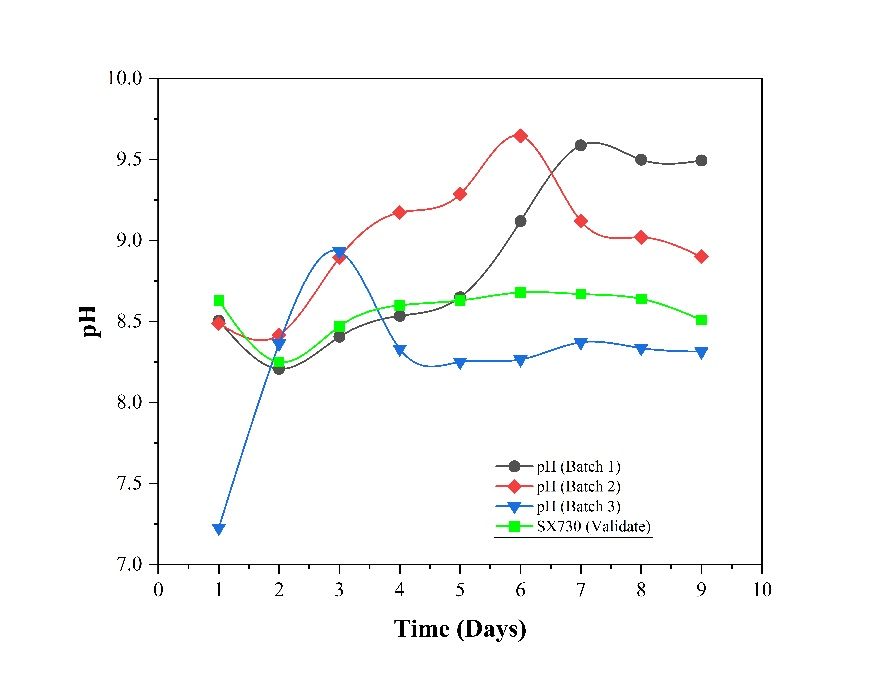 10.0
9.5
9.0
8.5
8.0
7.5
7.0
pH
0 1 2 3 4 5 6 7 8 9 10
Time (Days)
pH (Batch 1)
pH (Batch 2)
pH (Batch 3)
SX730 (Validate)